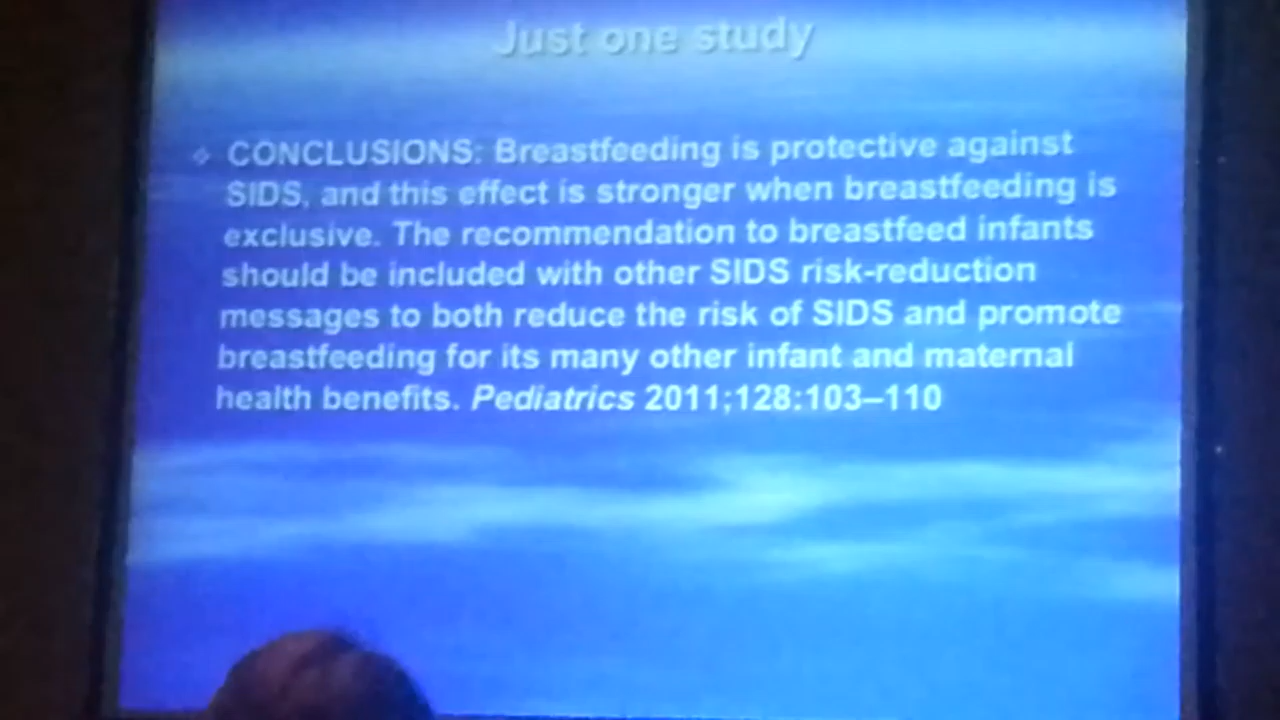 Just one study
CONCLUSIONS: Breastfeeding is protective against
SIDS, and this effect is stronger when breastfeeding is
exclusive. The recommendation to breastfeed infants
should be included with other SIDS risk-reduction
messages to both reduce the risk of SIDS and promote
breastfeeding for its many other infant and maternal
health benefits. Pediatrics 2011;128:103–110